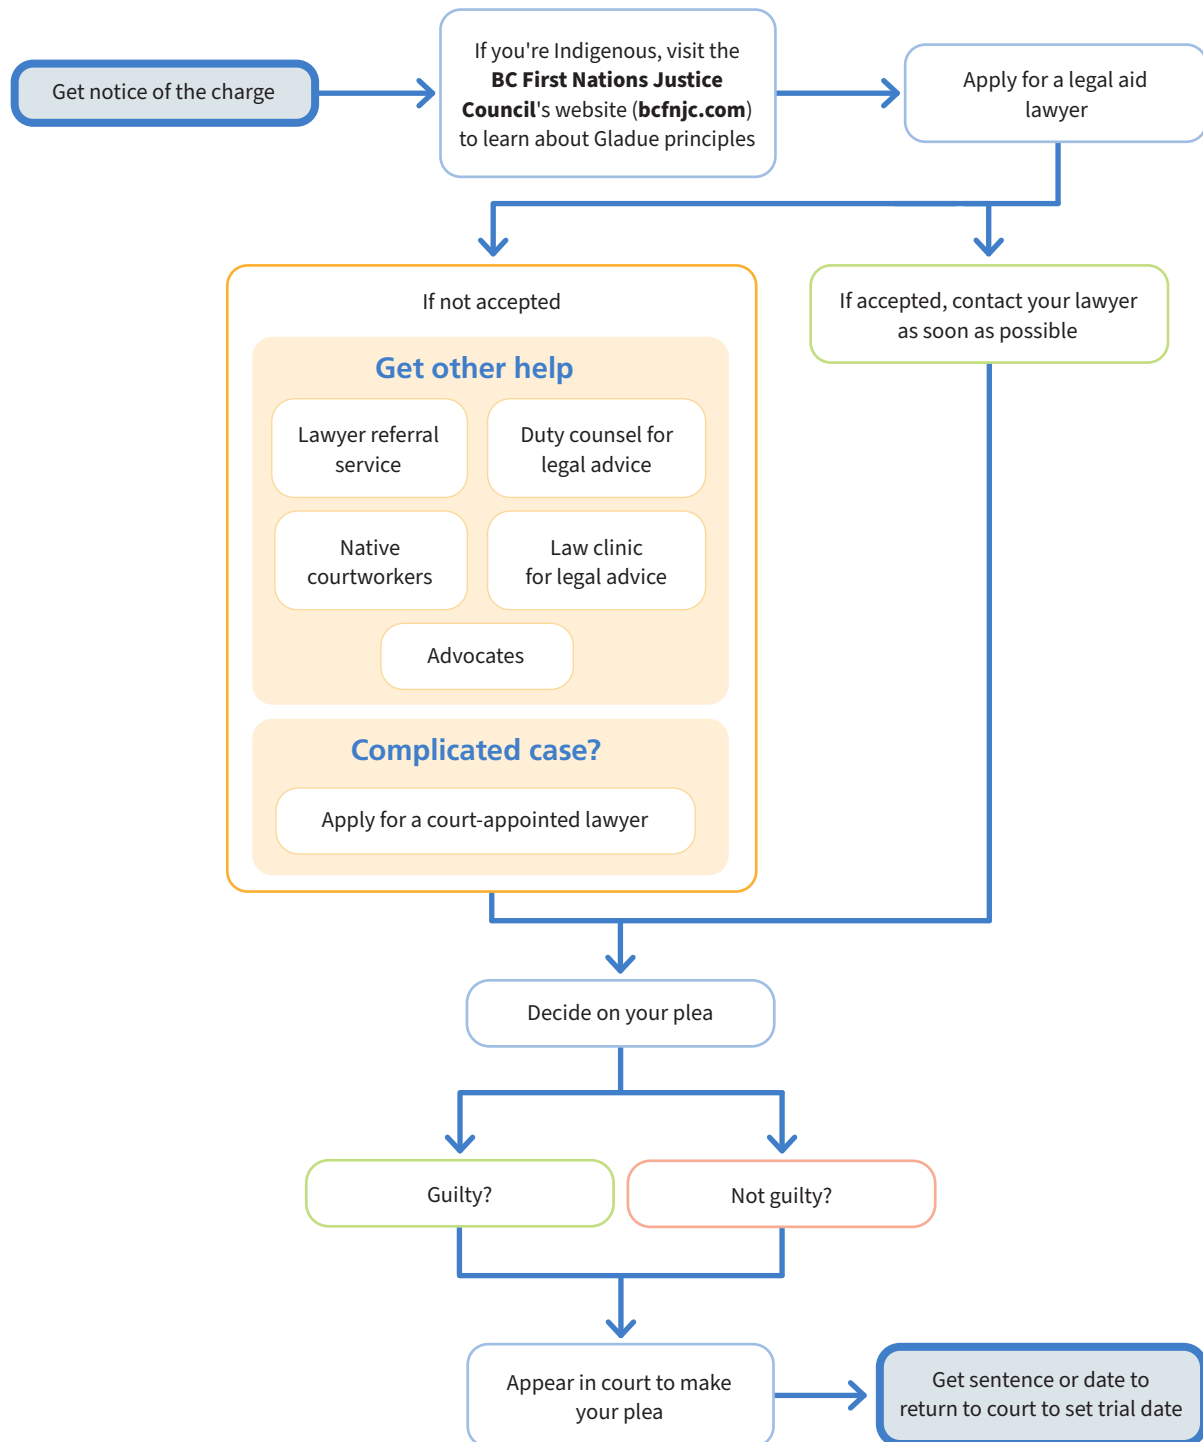 Get notice of the charge
If you're Indigenous, visit the
BC First Nations Justice
Council's website (bcfnjc.com)
to learn about Gladue principles
Apply for a legal aid
lawyer
If not accepted
Get other help
Lawyer referral
service
Duty counsel for
legal advice
Native
courtworkers
Law clinic
for legal advice
Advocates
Complicated case?
Apply for a court-appointed lawyer
If accepted, contact your lawyer
as soon as possible
Decide on your plea
Guilty?
Not guilty?
Appear in court to make
your plea
Get sentence or date to
return to court to set trial date